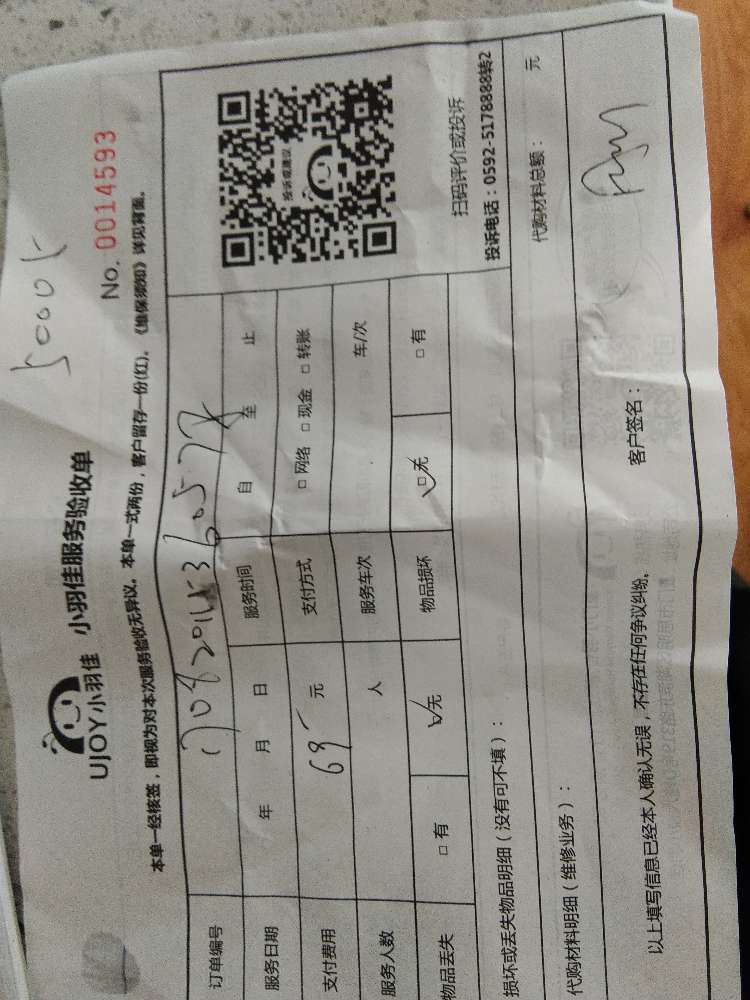 5000
No. 0014593
UJOY小羽佳 小羽佳服务验收单
本单一经核签，即视为对本次服务验收无异议。本单一式两份，客户留存一份(红)。《维保须知》详见背面。
订单编号
服务日期 年 月 日 服务时间 自 至 止
支付费用 69 元 支付方式 □ 网络 □ 现金 □ 转账
服务人数 人 服务车次 车/次
物品丢失 □ 有 ☑无 物品损坏 ☑无 □ 有
投诉或建议
扫码评价或投诉
投诉电话：0592-5178888转2
损坏或丢失物品明细（没有可不填）：
代购材料明细（维修业务）： 代购材料总额： 元
以上填写信息已经本人确认无误，不存在任何争议纠纷。 客户签名：